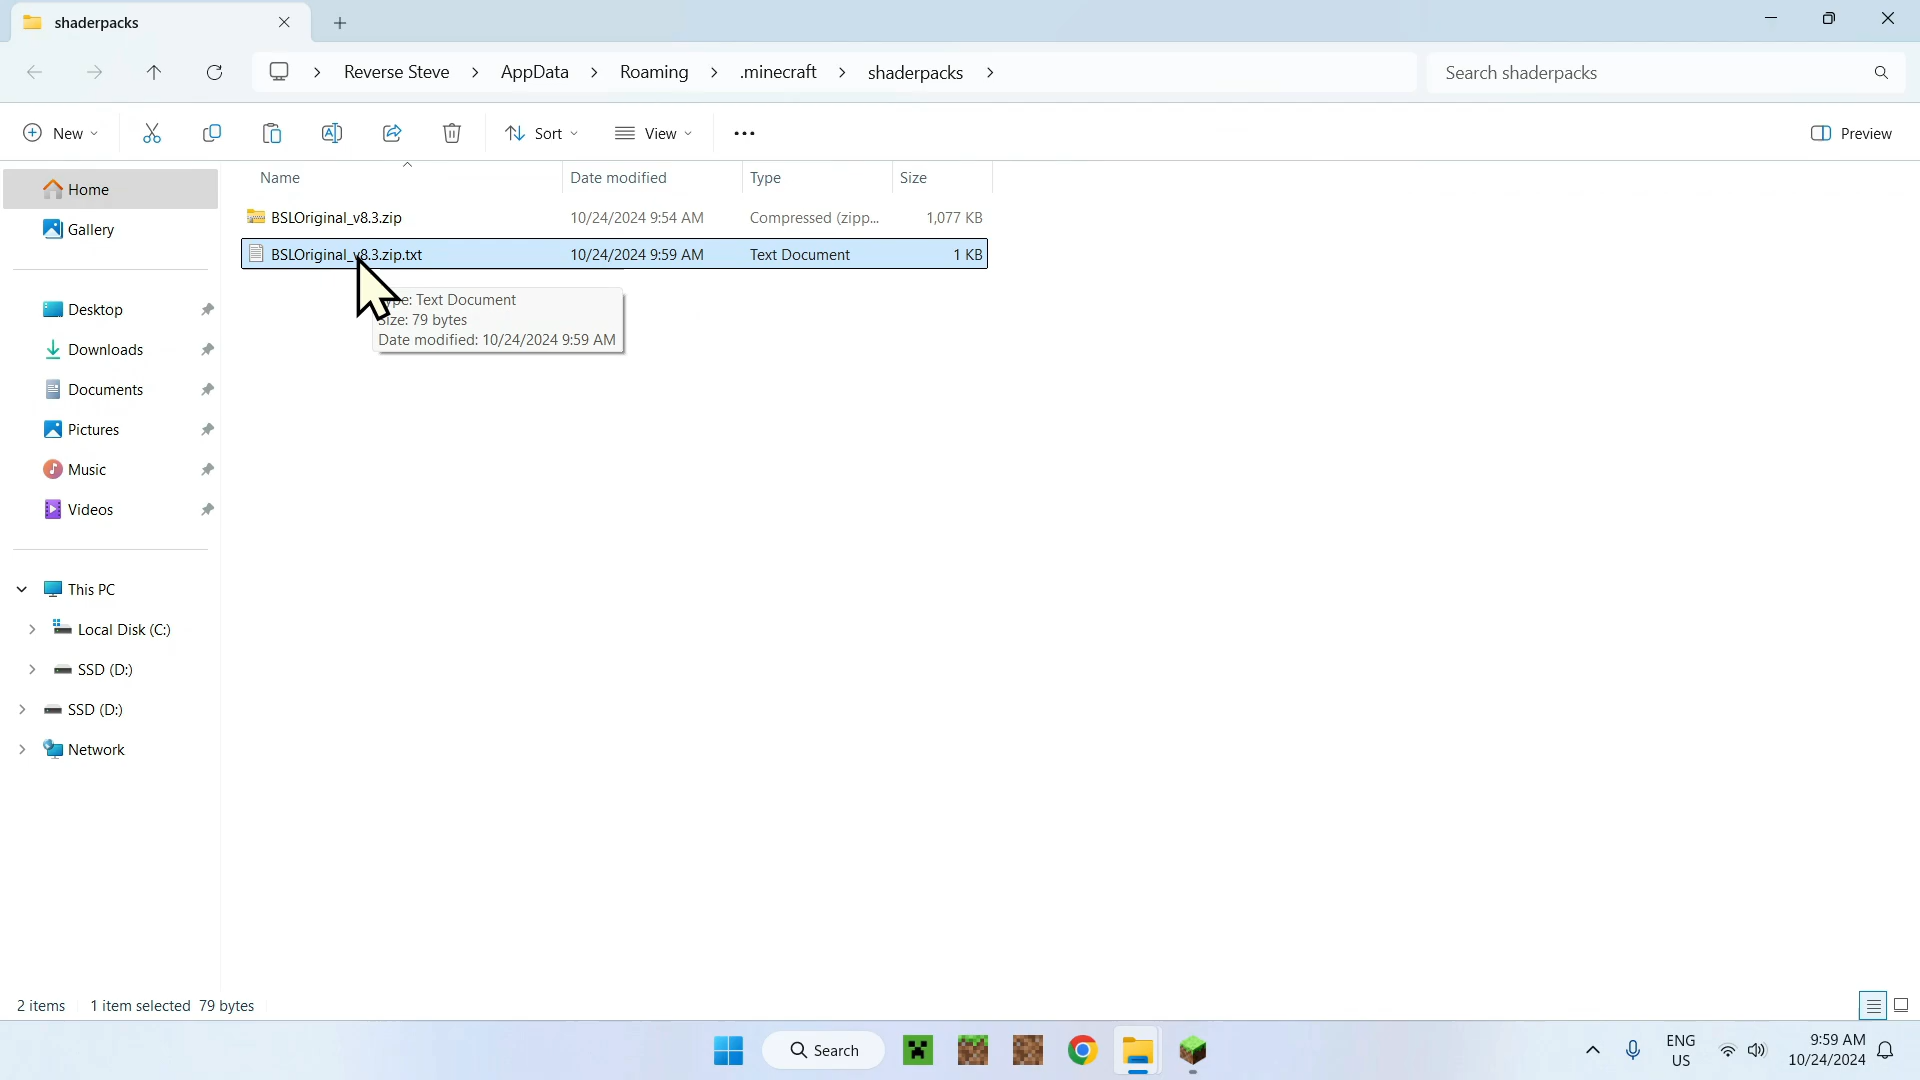 shaderpacks
Reverse Steve > AppData > Roaming > .minecraft > shaderpacks >
Search shaderpacks
New
Sort
View
Preview
Name
Date modified
Type
Size
Home
Gallery
Desktop
Downloads
Documents
Pictures
Music
Videos
This PC
Local Disk (C:)
SSD (D:)
SSD (D:)
Network
BSLOriginal_v8.3.zip 10/24/2024 9:54 AM Compressed (zipp... 1,077 KB
BSLOriginal_v8.3.zip.txt 10/24/2024 9:59 AM Text Document 1 KB
Text Document
Size: 79 bytes
Date modified: 10/24/2024 9:59 AM
2 items 1 item selected 79 bytes
Search
ENG
US
9:59 AM
10/24/2024